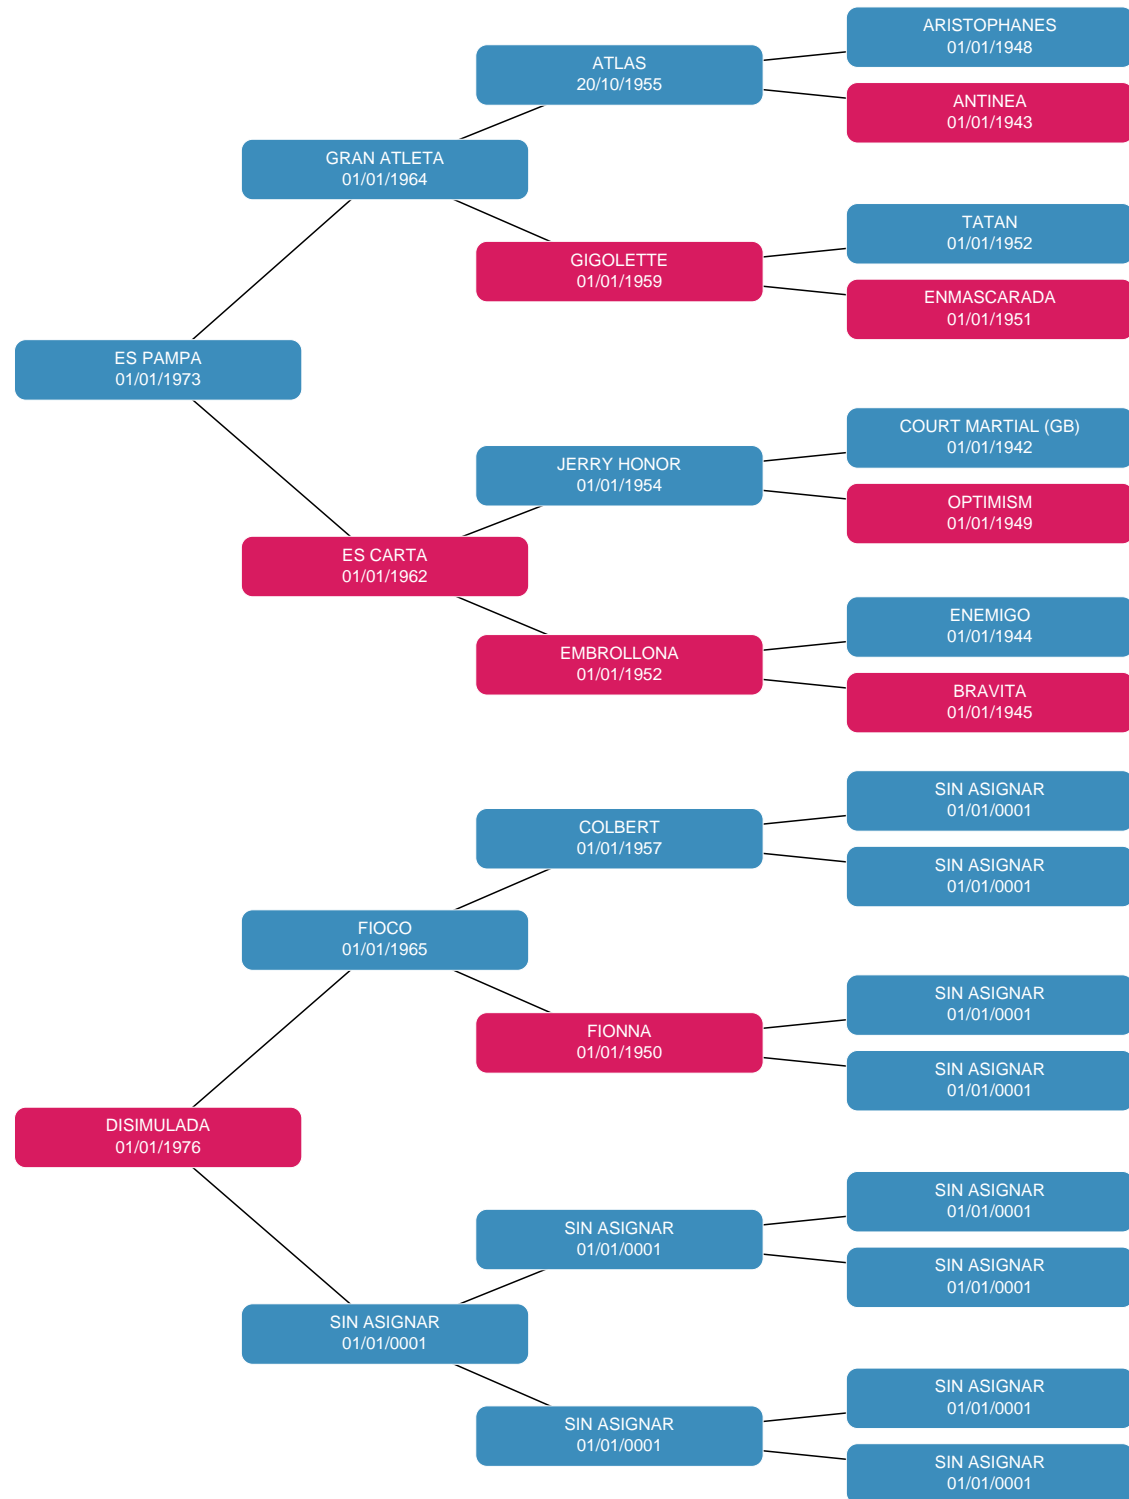 ARISTOPHANES
01/01/1948
ATLAS
20/10/1955
ANTINEA
01/01/1943
GRAN ATLETA
01/01/1964
TATAN
01/01/1952
GIGOLETTE
01/01/1959
ENMASCARADA
01/01/1951
ES PAMPA
01/01/1973
COURT MARTIAL (GB)
01/01/1942
JERRY HONOR
01/01/1954
OPTIMISM
01/01/1949
ES CARTA
01/01/1962
ENEMIGO
01/01/1944
EMBROLLONA
01/01/1952
BRAVITA
01/01/1945
SIN ASIGNAR
01/01/0001
COLBERT
01/01/1957
SIN ASIGNAR
01/01/0001
FIOCO
01/01/1965
SIN ASIGNAR
01/01/0001
FIONNA
01/01/1950
SIN ASIGNAR
01/01/0001
DISIMULADA
01/01/1976
SIN ASIGNAR
01/01/0001
SIN ASIGNAR
01/01/0001
SIN ASIGNAR
01/01/0001
SIN ASIGNAR
01/01/0001
SIN ASIGNAR
01/01/0001
SIN ASIGNAR
01/01/0001
SIN ASIGNAR
01/01/0001